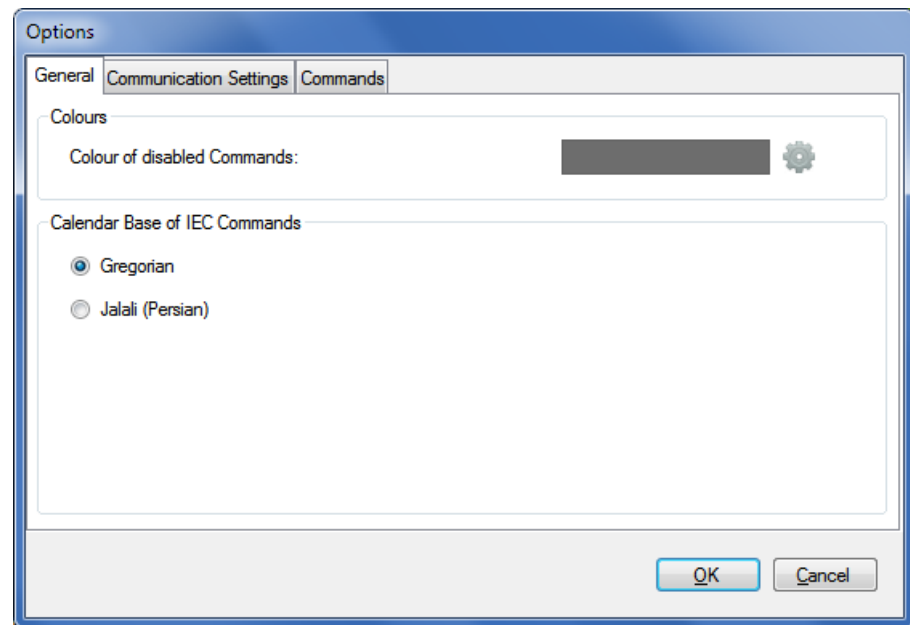 Options
General Communication Settings Commands
Colours
Colour of disabled Commands:
Calendar Base of IEC Commands
Gregorian
Jalali (Persian)
OK Cancel